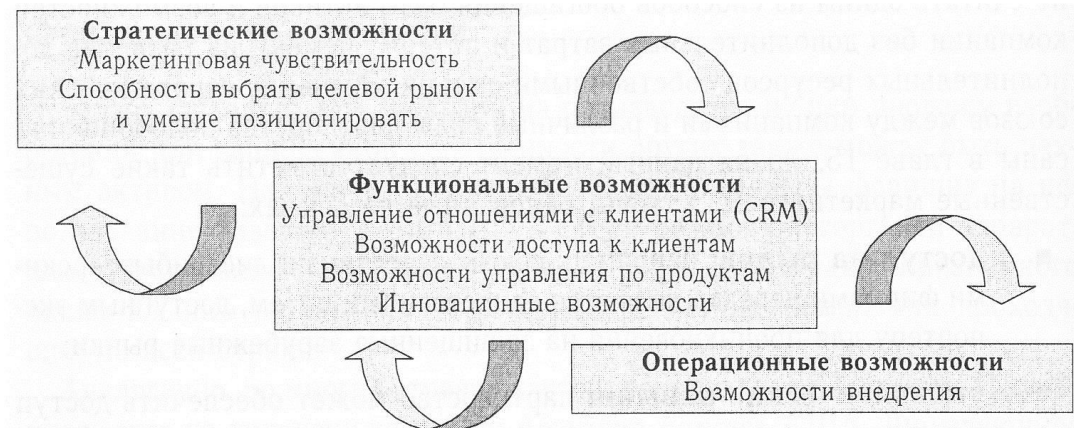 Стратегические возможности
Маркетинговая чувствительность
Способность выбрать целевой рынок
и умение позиционировать
Функциональные возможности
Управление отношениями с клиентами (CRM)
Возможности доступа к клиентам
Возможности управления по продуктам
Инновационные возможности
Операционные возможности
Возможности внедрения